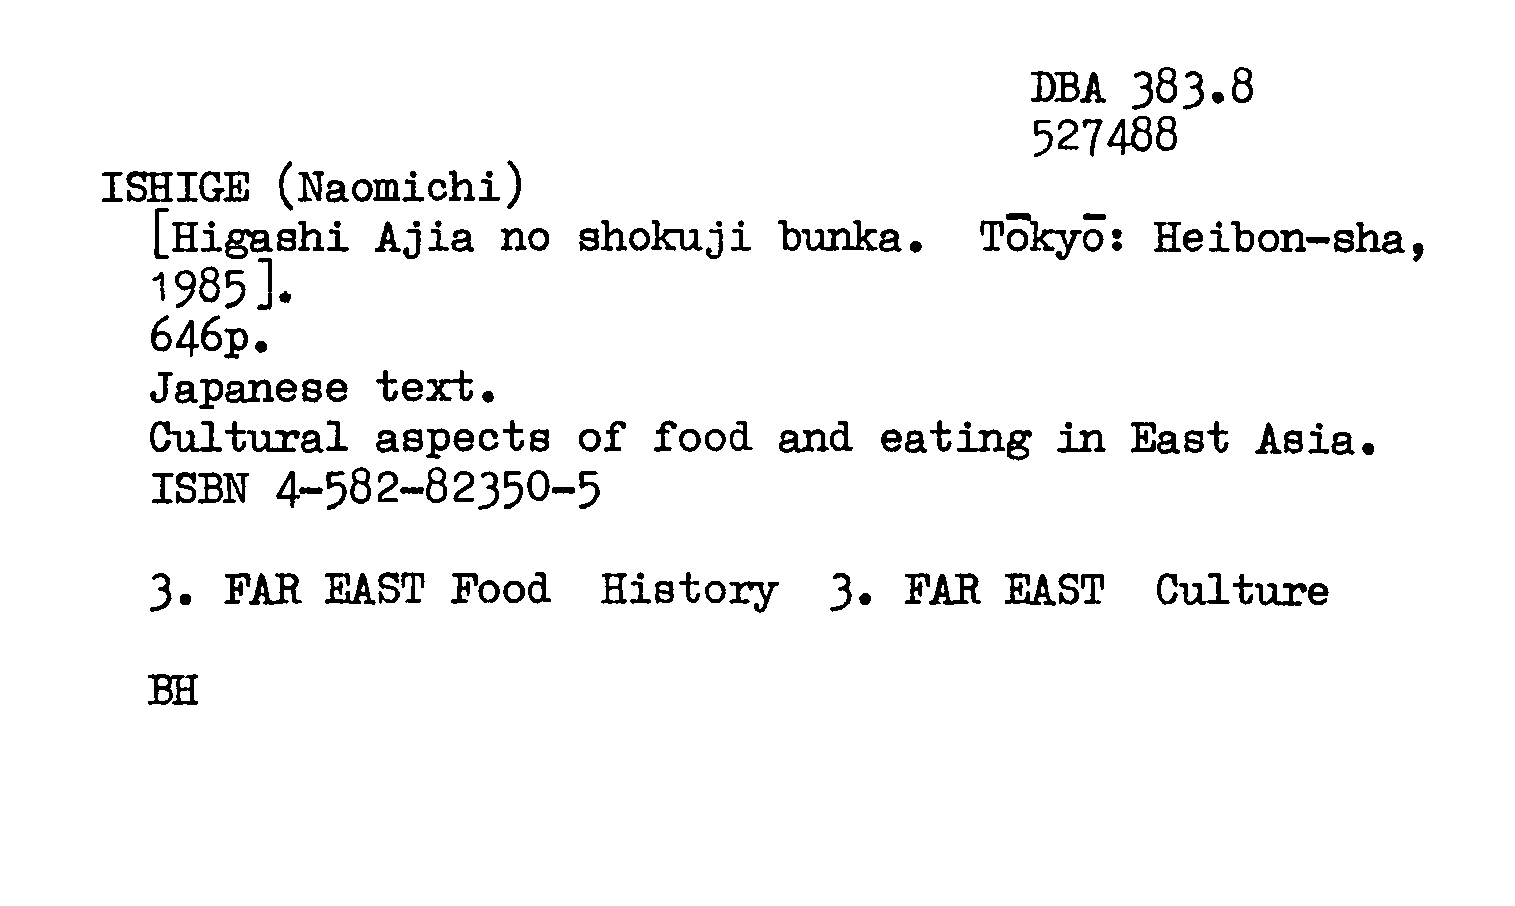 DBA 383.8
527488
ISHIGE (Naomichi)
[Higashi Ajia no shokuji bunka. Tōkyō: Heibon-sha,
1985].
646p.
Japanese text.
Cultural aspects of food and eating in East Asia.
ISBN 4-582-82350-5
3. FAR EAST Food History 3. FAR EAST Culture
BH